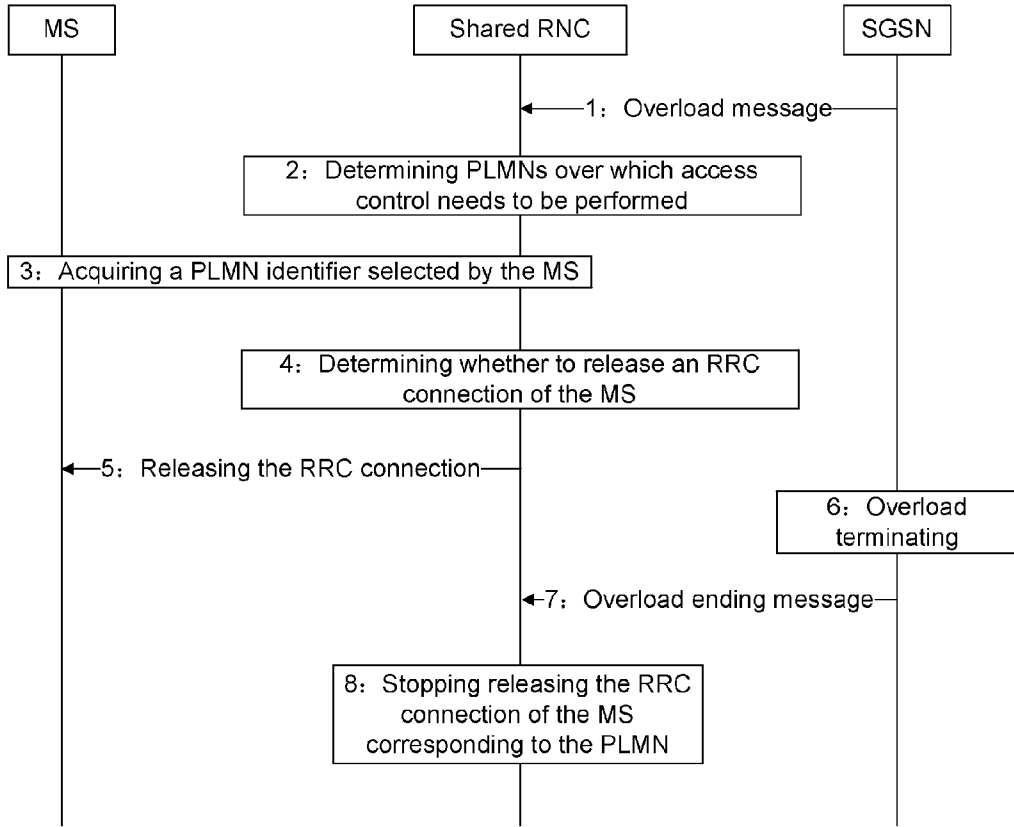 MS
Shared RNC
SGSN
1：Overload message
2：Determining PLMNs over which access
control needs to be performed
3：Acquiring a PLMN identifier selected by the MS
4：Determining whether to release an RRC
connection of the MS
5：Releasing the RRC connection
6：Overload
terminating
7：Overload ending message
8：Stopping releasing the RRC
connection of the MS
corresponding to the PLMN